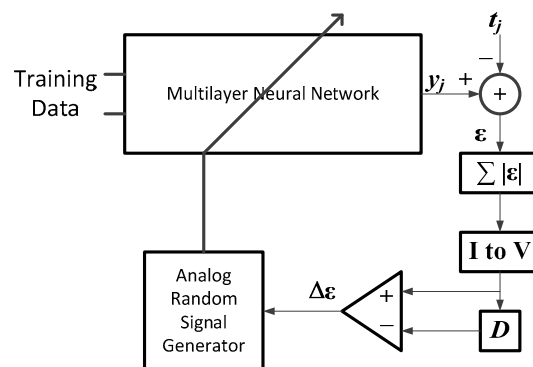 t_j
−
Training
Data
Multilayer Neural Network
y_j
+
+
ε
∑ |ε|
I to V
Analog
Random
Signal
Generator
Δε
+
−
D